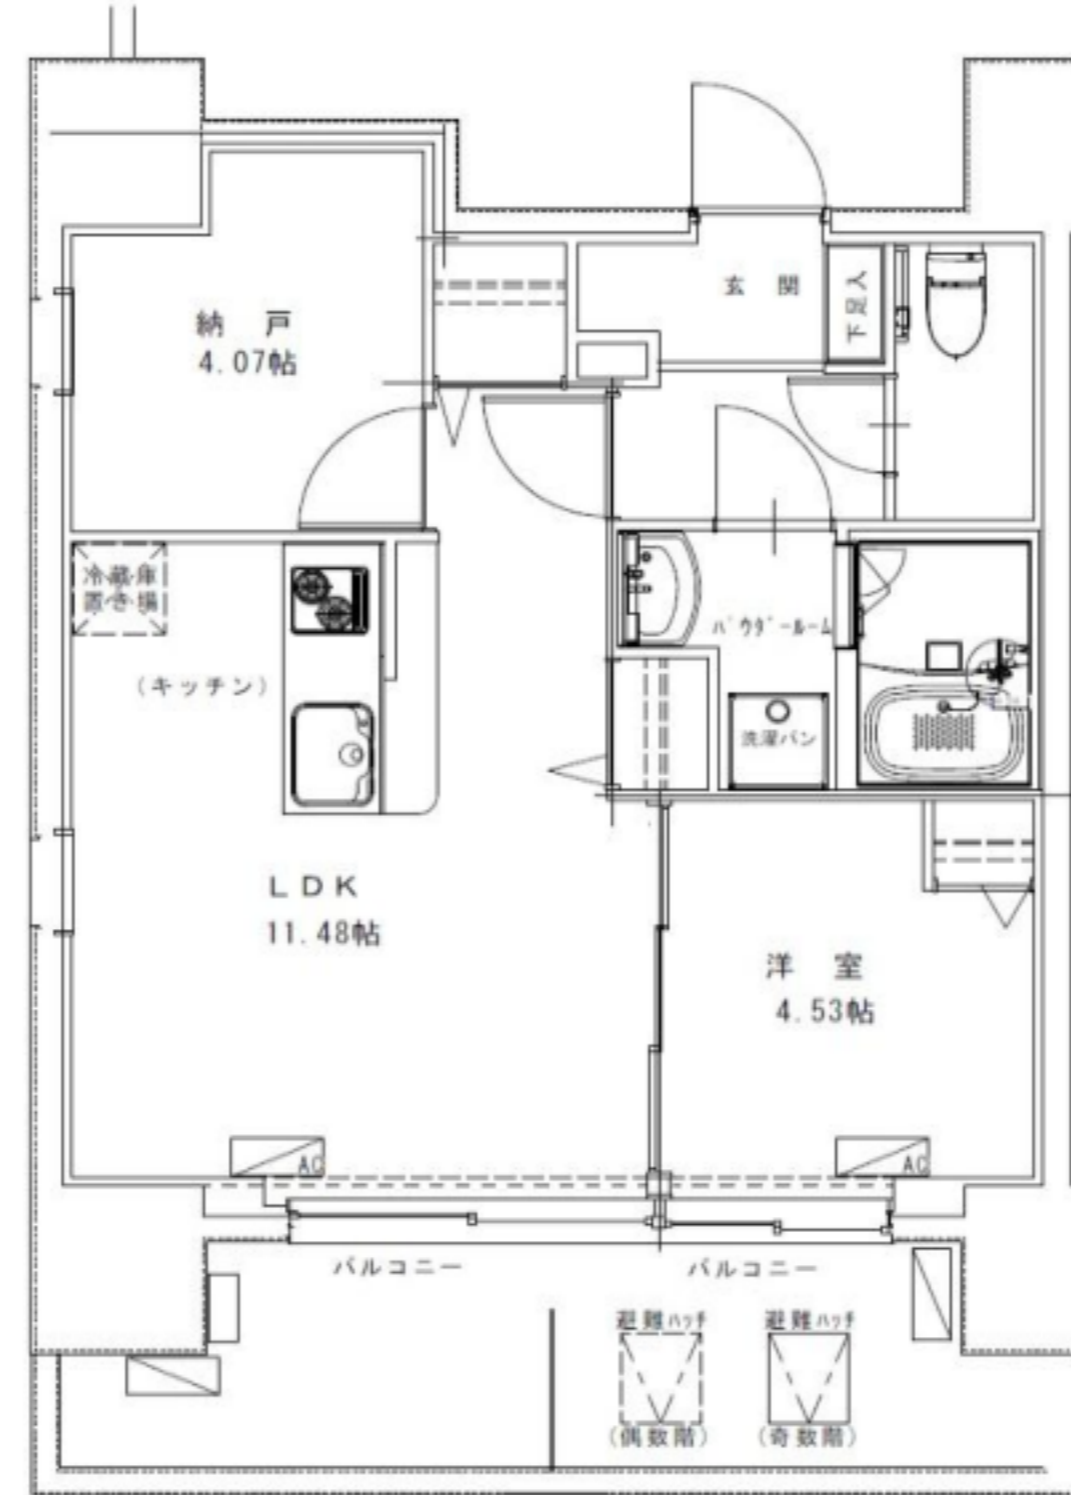 玄 関
下足入
納 戸
4.07帖
冷蔵庫
置き場
(キッチン)
パウダールーム
洗濯パン
LDK
11.48帖
洋 室
4.53帖
AC
AC
バルコニー
バルコニー
避難ハッチ
(偶数階)
避難ハッチ
(奇数階)